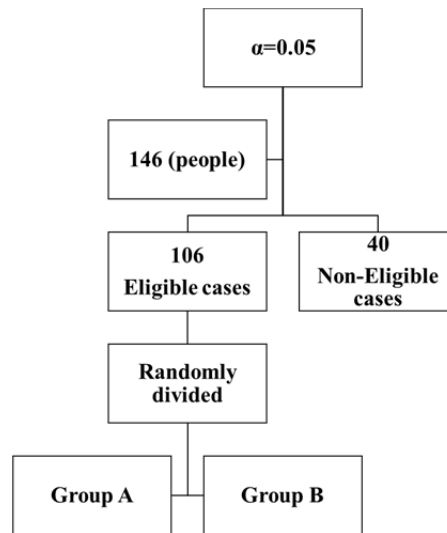 α=0.05
146 (people)
106
Eligible cases
40
Non-Eligible
cases
Randomly
divided
Group A
Group B